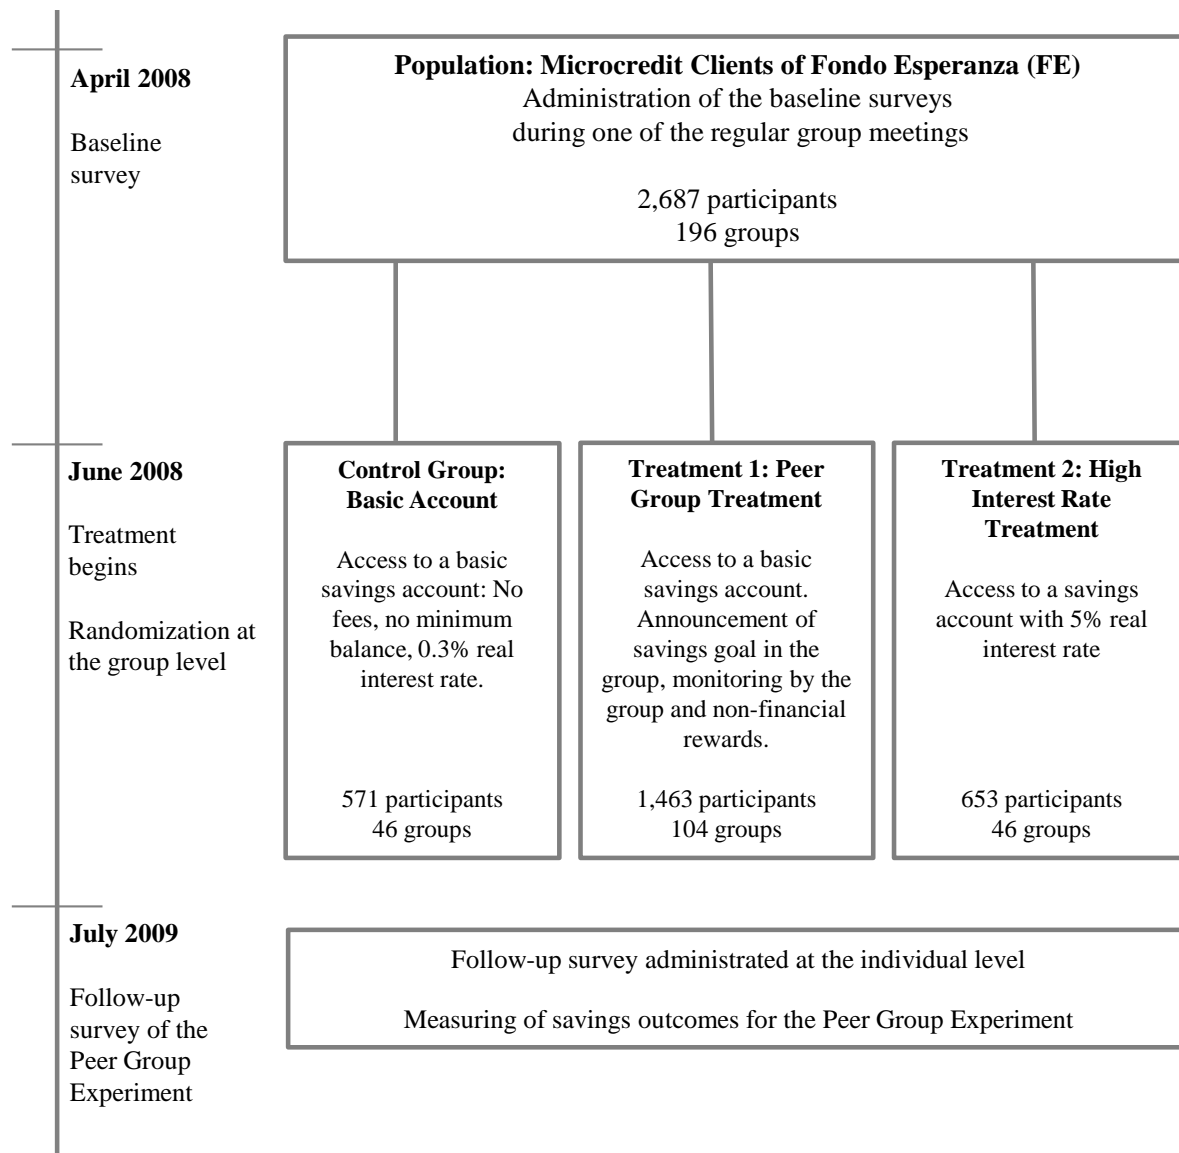 April 2008
Baseline
survey
Population: Microcredit Clients of Fondo Esperanza (FE)
Administration of the baseline surveys
during one of the regular group meetings
2,687 participants
196 groups
June 2008
Treatment
begins
Randomization at
the group level
Control Group:
Basic Account
Access to a basic
savings account: No
fees, no minimum
balance, 0.3% real
interest rate.
571 participants
46 groups
Treatment 1: Peer
Group Treatment
Access to a basic
savings account.
Announcement of
savings goal in the
group, monitoring by the
group and non-financial
rewards.
1,463 participants
104 groups
Treatment 2: High
Interest Rate
Treatment
Access to a savings
account with 5% real
interest rate
653 participants
46 groups
July 2009
Follow-up
survey of the
Peer Group
Experiment
Follow-up survey administrated at the individual level
Measuring of savings outcomes for the Peer Group Experiment